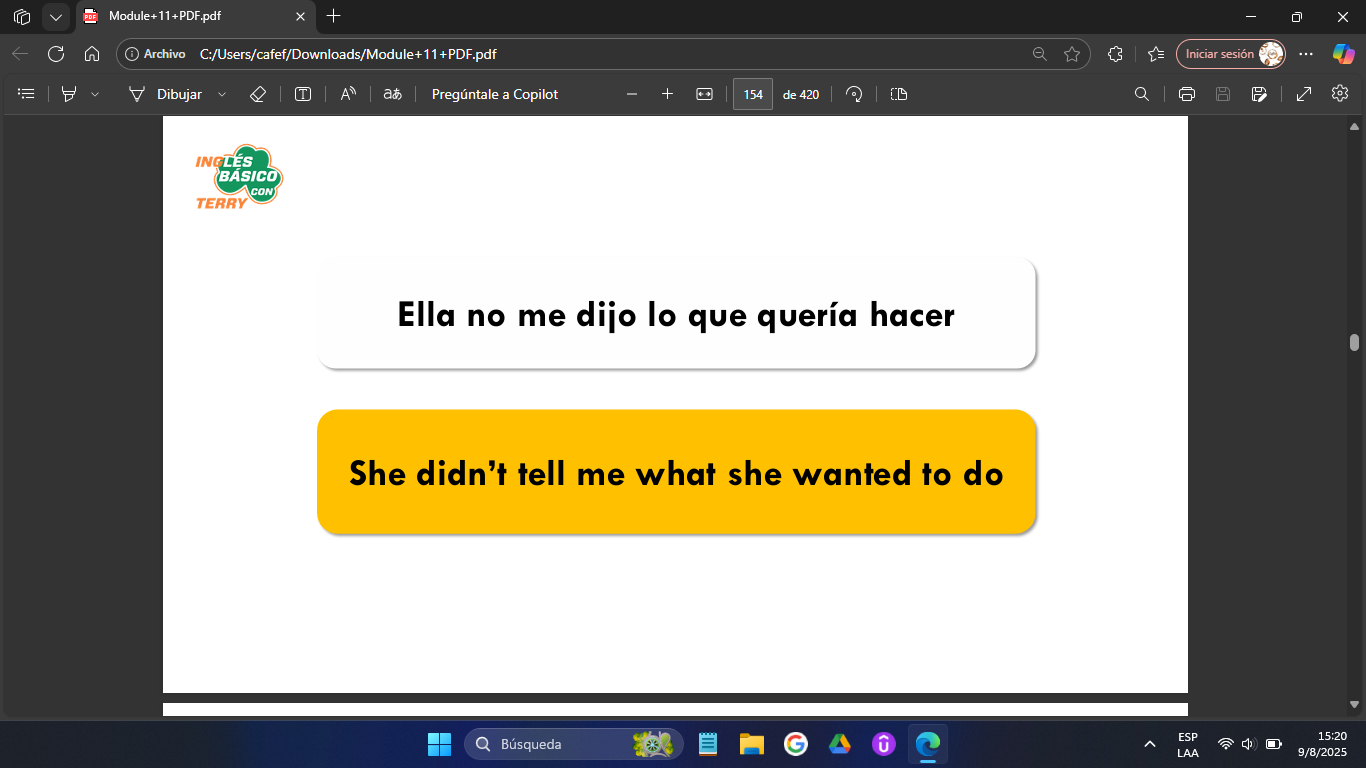 Module+11+PDF.pdf
Archivo C:/Users/cafef/Downloads/Module+11+PDF.pdf
Iniciar sesión
Dibujar
aあ
Pregúntale a Copilot
154 de 420
INGLÉS
BÁSICO
CON
TERRY
Ella no me dijo lo que quería hacer
She didn’t tell me what she wanted to do
Búsqueda
ESP
LAA
15:20
9/8/2025